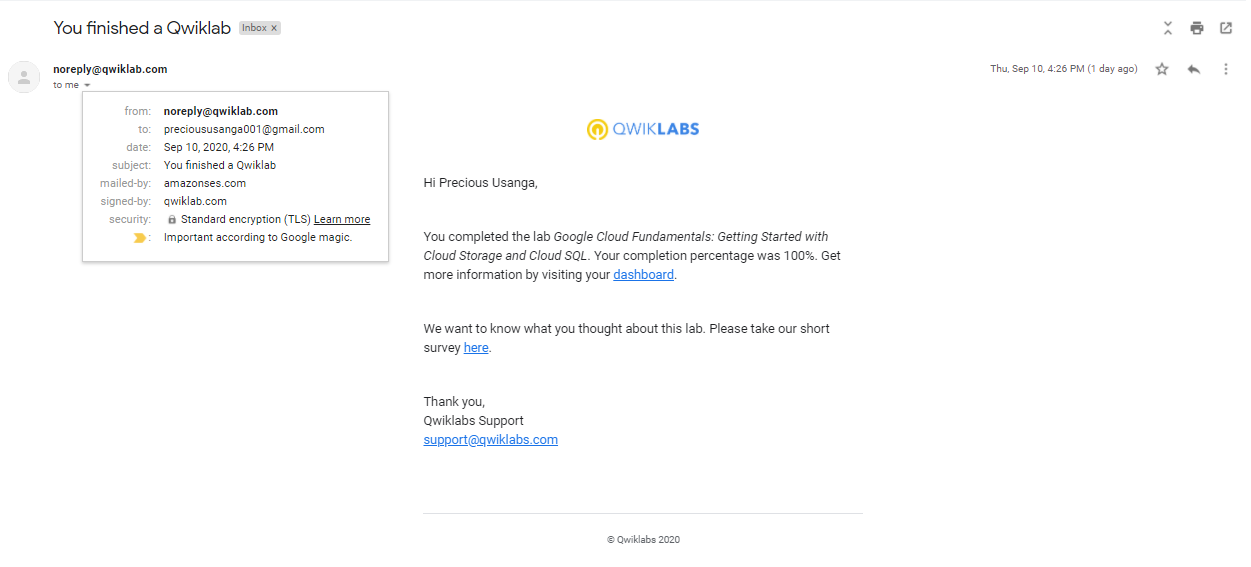 You finished a Qwiklab Inbox x
noreply@qwiklab.com
to me
Thu, Sep 10, 4:26 PM (1 day ago)
from: noreply@qwiklab.com
to: precioususanga001@gmail.com
date: Sep 10, 2020, 4:26 PM
subject: You finished a Qwiklab
mailed-by: amazonses.com
signed-by: qwiklab.com
security: Standard encryption (TLS) Learn more
: Important according to Google magic.
QWIKLABS
Hi Precious Usanga,
You completed the lab Google Cloud Fundamentals: Getting Started with
Cloud Storage and Cloud SQL. Your completion percentage was 100%. Get
more information by visiting your dashboard.
We want to know what you thought about this lab. Please take our short
survey here.
Thank you,
Qwiklabs Support
support@qwiklabs.com
© Qwiklabs 2020